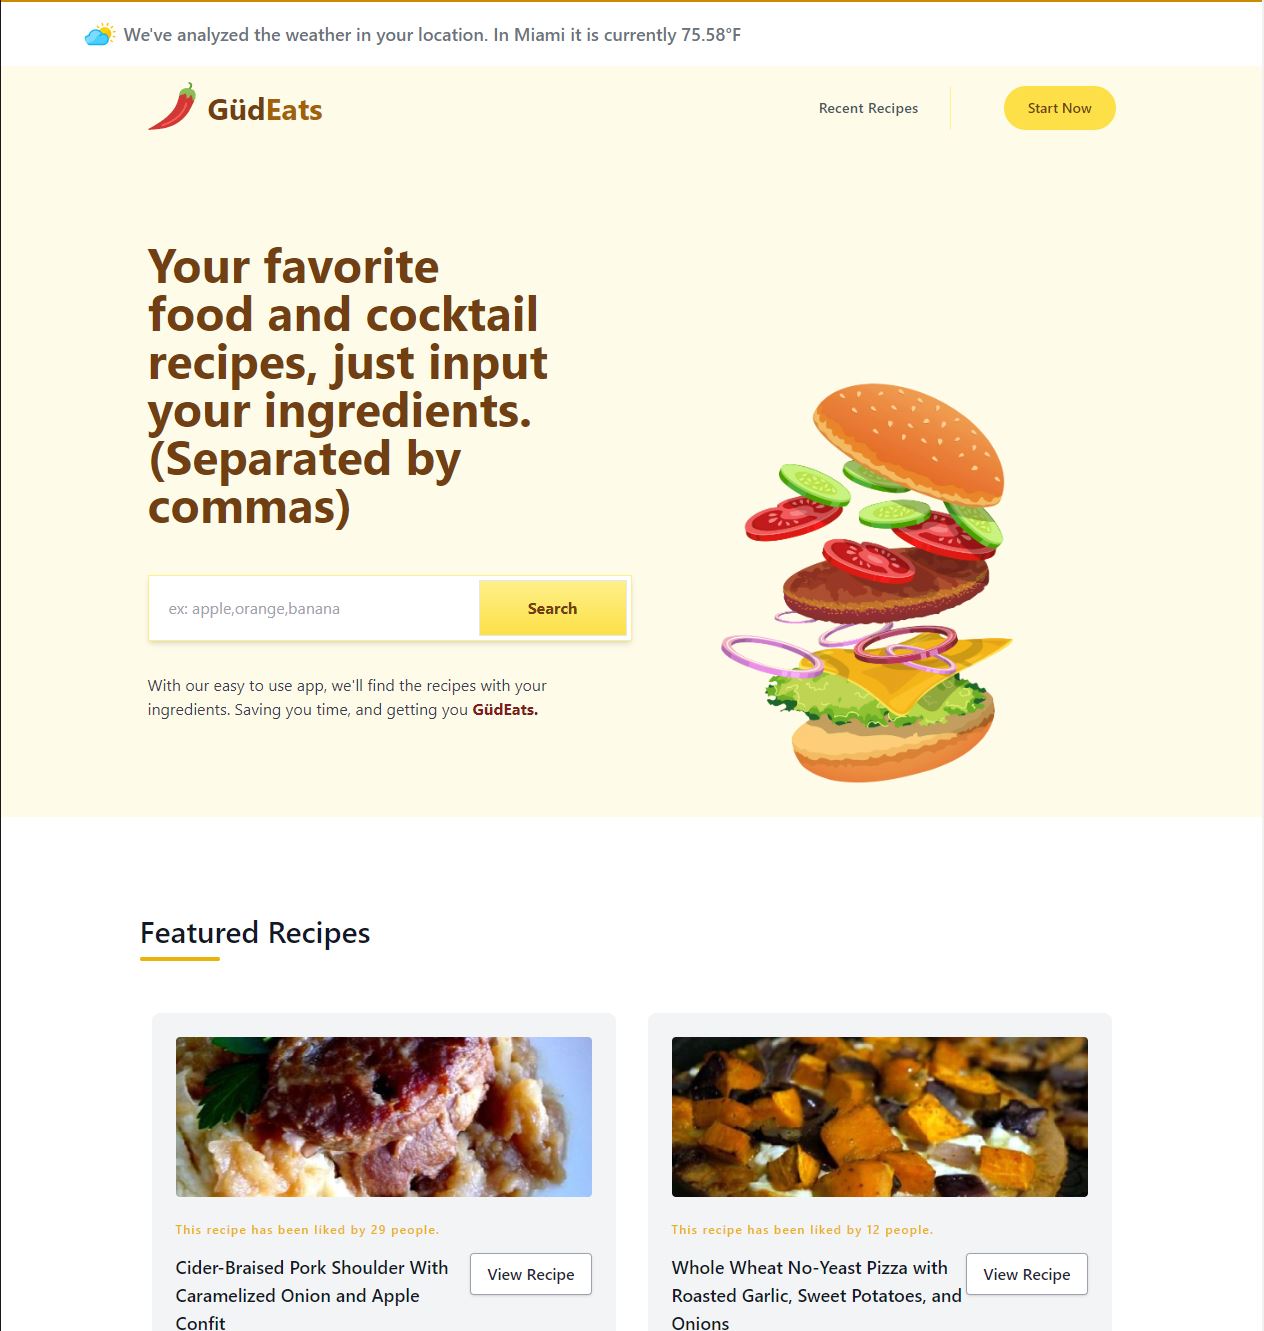 We've analyzed the weather in your location. In Miami it is currently 75.58°F
GüdEats
Recent Recipes
Start Now
Your favorite
food and cocktail
recipes, just input
your ingredients.
(Separated by
commas)
ex: apple,orange,banana
Search
With our easy to use app, we'll find the recipes with your
ingredients. Saving you time, and getting you GüdEats.
Featured Recipes
This recipe has been liked by 29 people.
Cider-Braised Pork Shoulder With
Caramelized Onion and Apple
Confit
View Recipe
This recipe has been liked by 12 people.
Whole Wheat No-Yeast Pizza with
Roasted Garlic, Sweet Potatoes, and
Onions
View Recipe